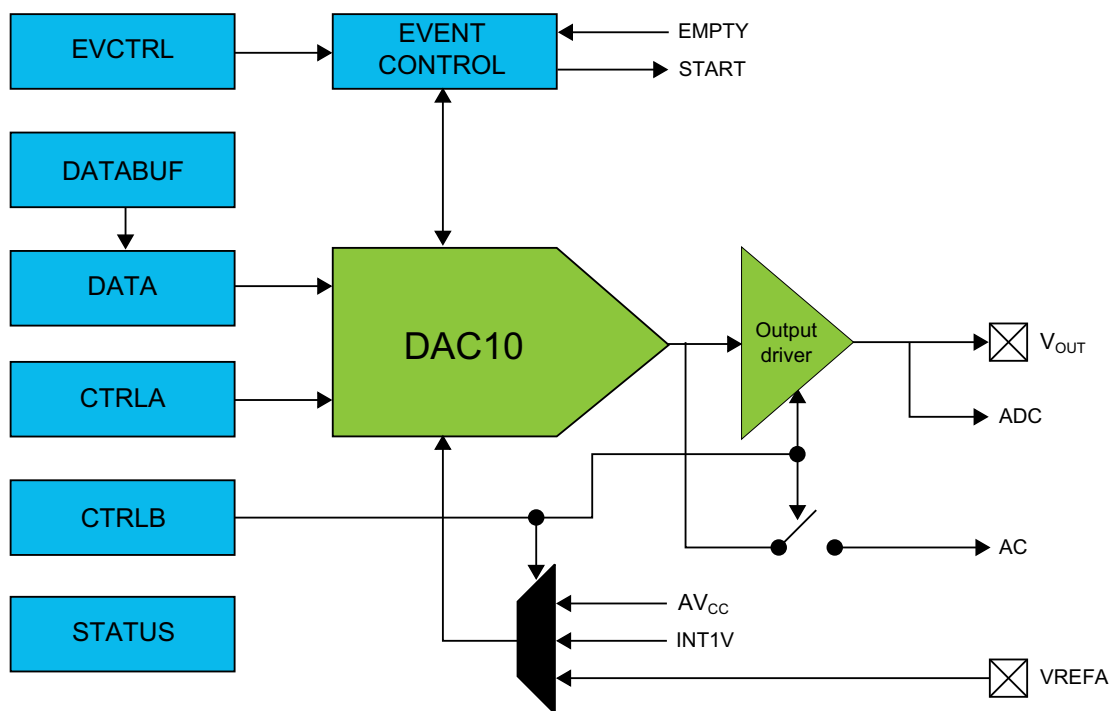 EVCTRL
EVENT
CONTROL
EMPTY
START
DATABUF
DATA
DAC10
Output
driver
VOUT
CTRLA
ADC
CTRLB
AC
STATUS
AVCC
INT1V
VREFA